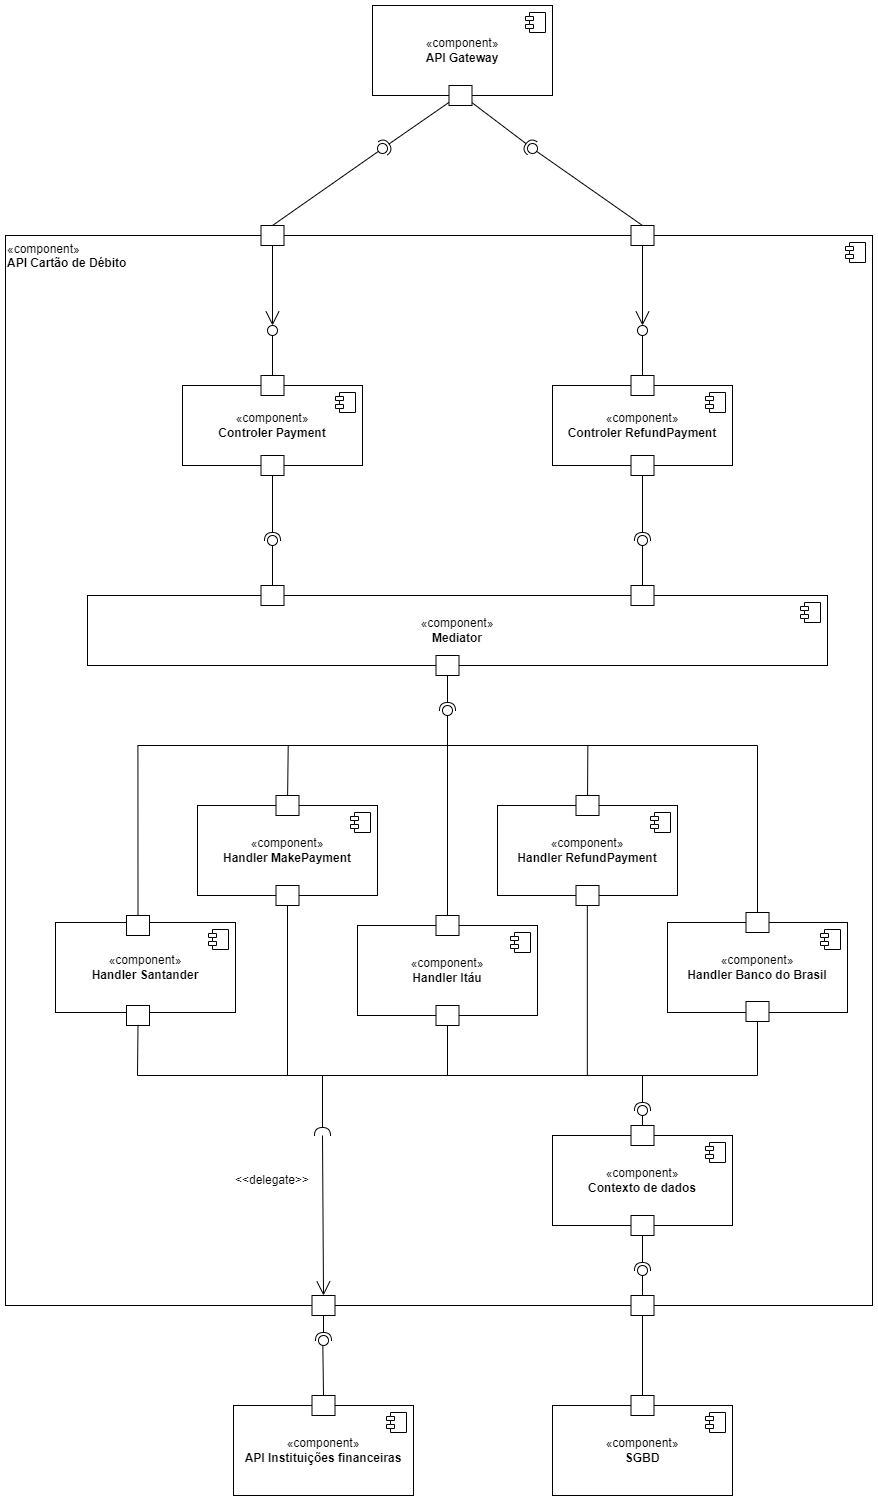 «component»
API Gateway
«component»
API Cartão de Débito
«component»
Controler Payment
«component»
Controler RefundPayment
«component»
Mediator
«component»
Handler MakePayment
«component»
Handler RefundPayment
«component»
Handler Santander
«component»
Handler Itáu
«component»
Handler Banco do Brasil
<<delegate>>
«component»
Contexto de dados
«component»
API Instituições financeiras
«component»
SGBD